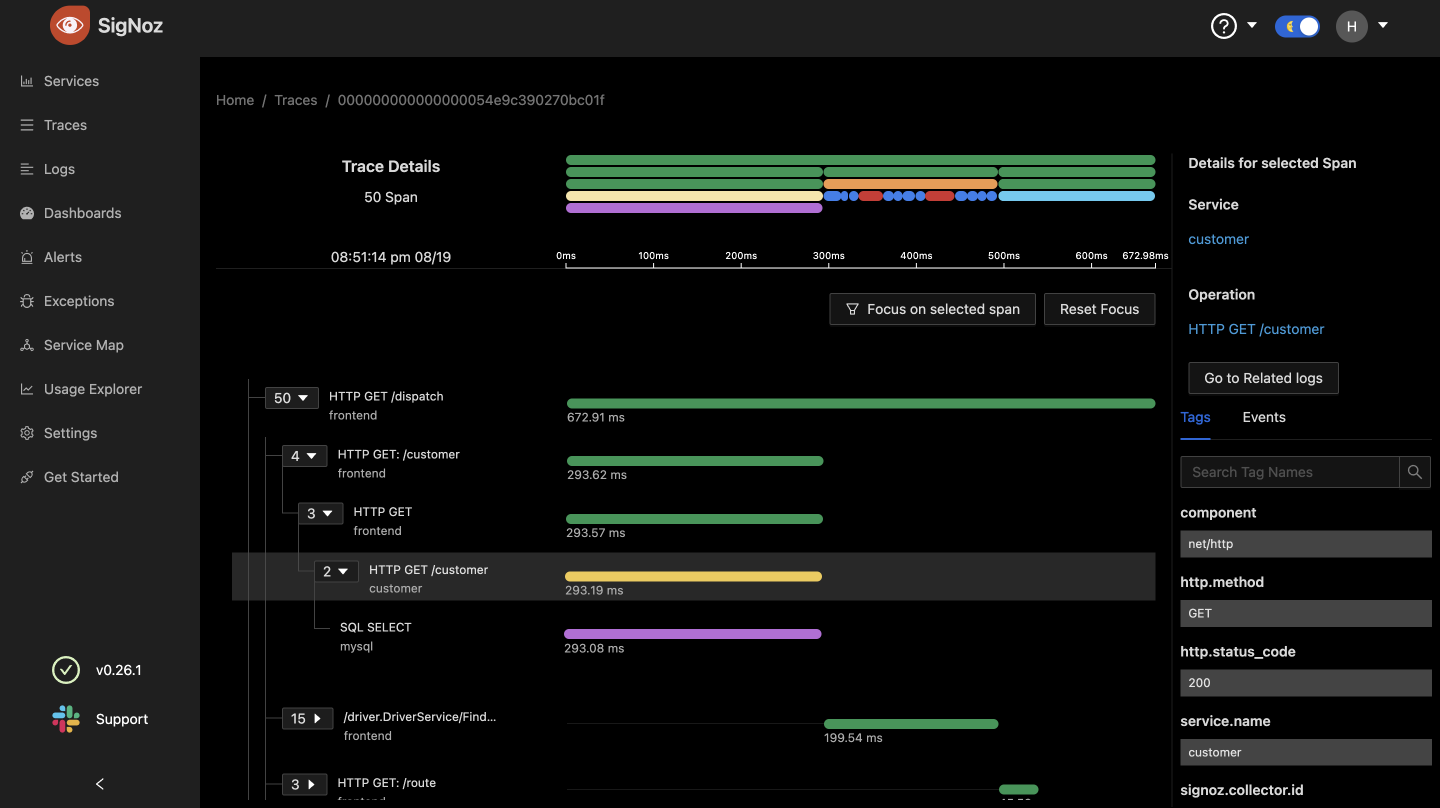 SigNoz
H
Services
Traces
Logs
Dashboards
Alerts
Exceptions
Service Map
Usage Explorer
Settings
Get Started
v0.26.1
Support
Home / Traces / 000000000000000054e9c390270bc01f
Trace Details
50 Span
08:51:14 pm 08/19
0ms 100ms 200ms 300ms 400ms 500ms 600ms 672.98ms
Focus on selected span
Reset Focus
50 HTTP GET /dispatch
frontend
672.91 ms
4 HTTP GET: /customer
frontend
293.62 ms
3 HTTP GET
frontend
293.57 ms
2 HTTP GET /customer
customer
293.19 ms
SQL SELECT
mysql
293.08 ms
15 /driver.DriverService/Find...
frontend
199.54 ms
3 HTTP GET: /route
Details for selected Span
Service
customer
Operation
HTTP GET /customer
Go to Related logs
Tags Events
Search Tag Names
component
net/http
http.method
GET
http.status_code
200
service.name
customer
signoz.collector.id